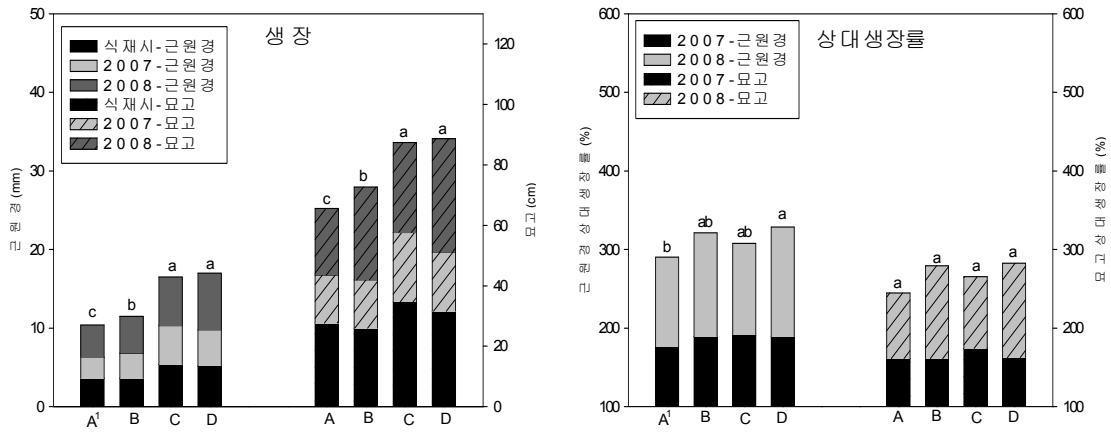 생 장
식재시-근원경
2007-근원경
2008-근원경
식재시-묘고
2007-묘고
2008-묘고
근원경 (mm)
50
40
30
20
10
0
묘고 (cm)
120
100
80
60
40
20
0
c b a a
c b a a
A¹ B C D
A B C D
상대생장률
2007-근원경
2008-근원경
2007-묘고
2008-묘고
근원경상대생장률 (%)
600
500
400
300
200
100
묘고상대생장률 (%)
600
500
400
300
200
100
b ab ab a
a a a a
A¹ B C D
A B C D